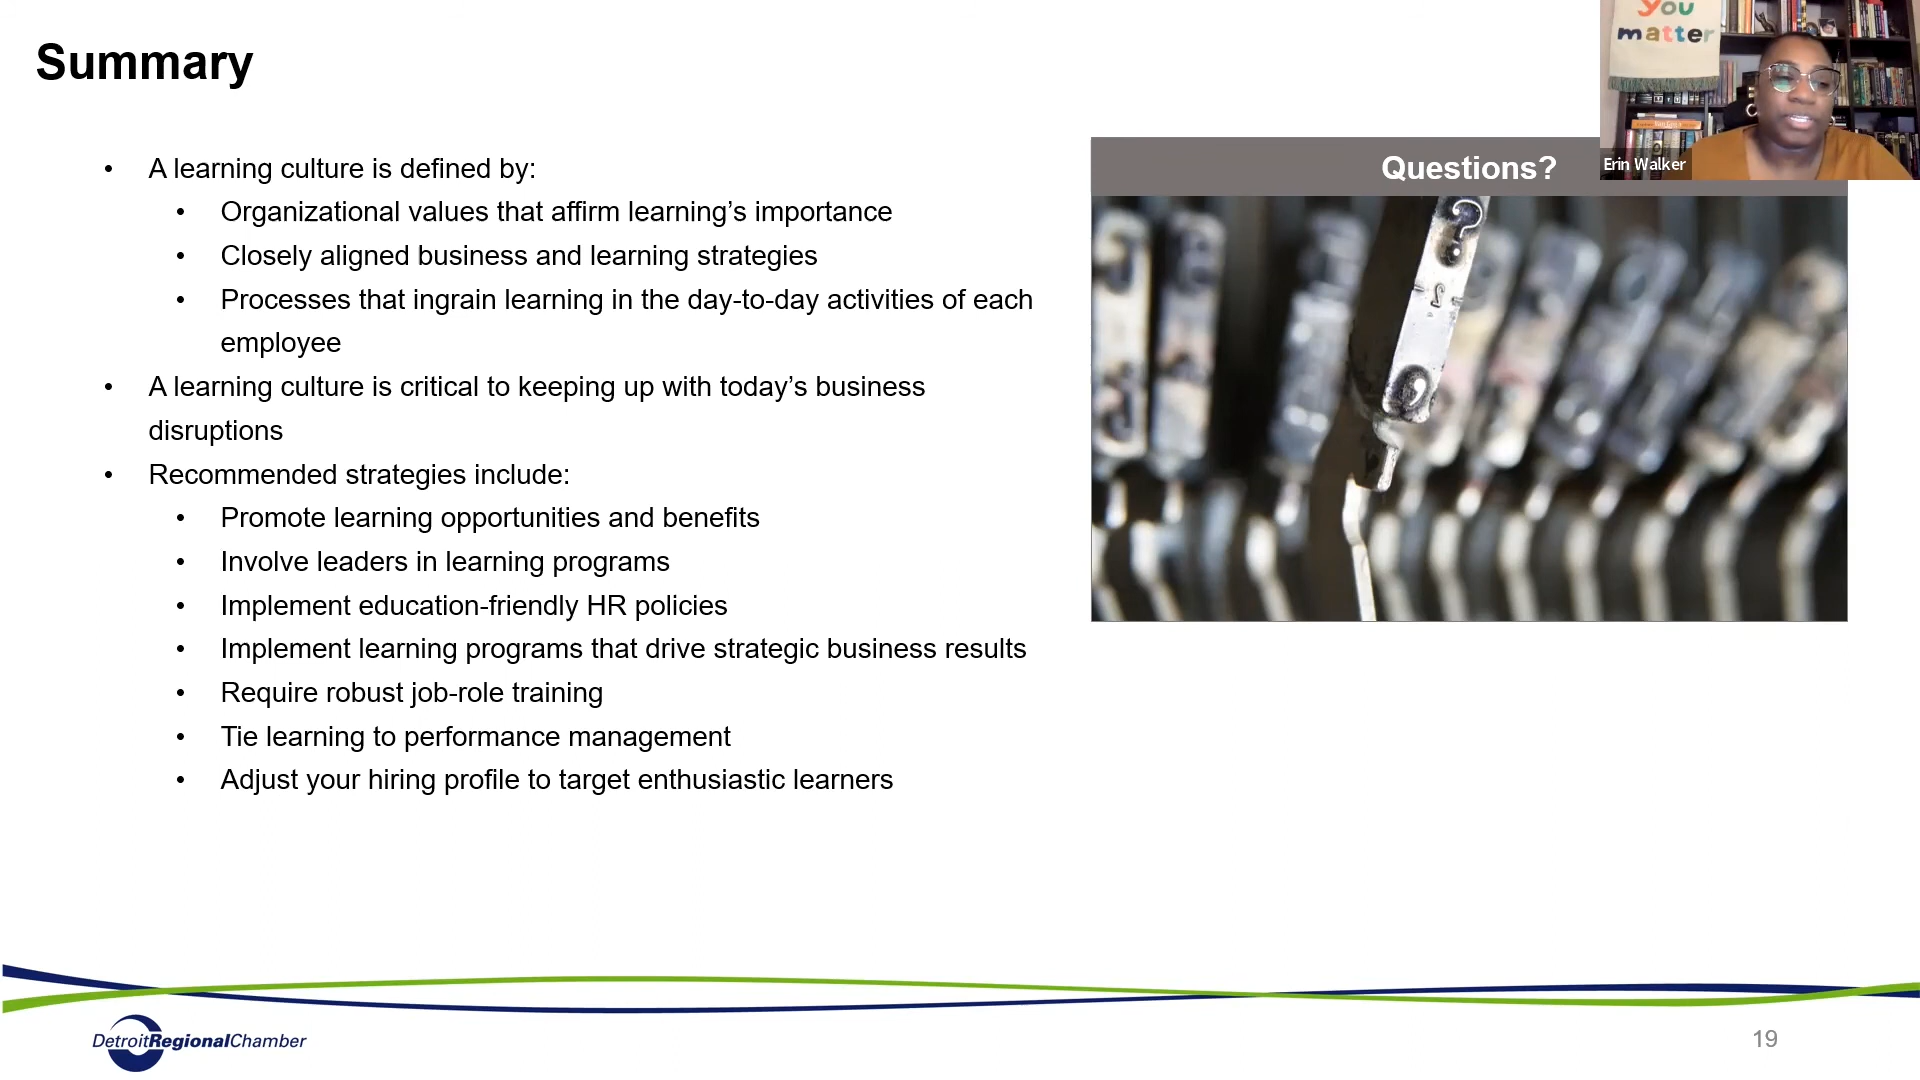 Summary
• A learning culture is defined by:
• Organizational values that affirm learning’s importance
• Closely aligned business and learning strategies
• Processes that ingrain learning in the day-to-day activities of each
employee
• A learning culture is critical to keeping up with today’s business
disruptions
• Recommended strategies include:
• Promote learning opportunities and benefits
• Involve leaders in learning programs
• Implement education-friendly HR policies
• Implement learning programs that drive strategic business results
• Require robust job-role training
• Tie learning to performance management
• Adjust your hiring profile to target enthusiastic learners
you
matter
Erin Walker
Questions?
?
DetroitRegionalChamber
19